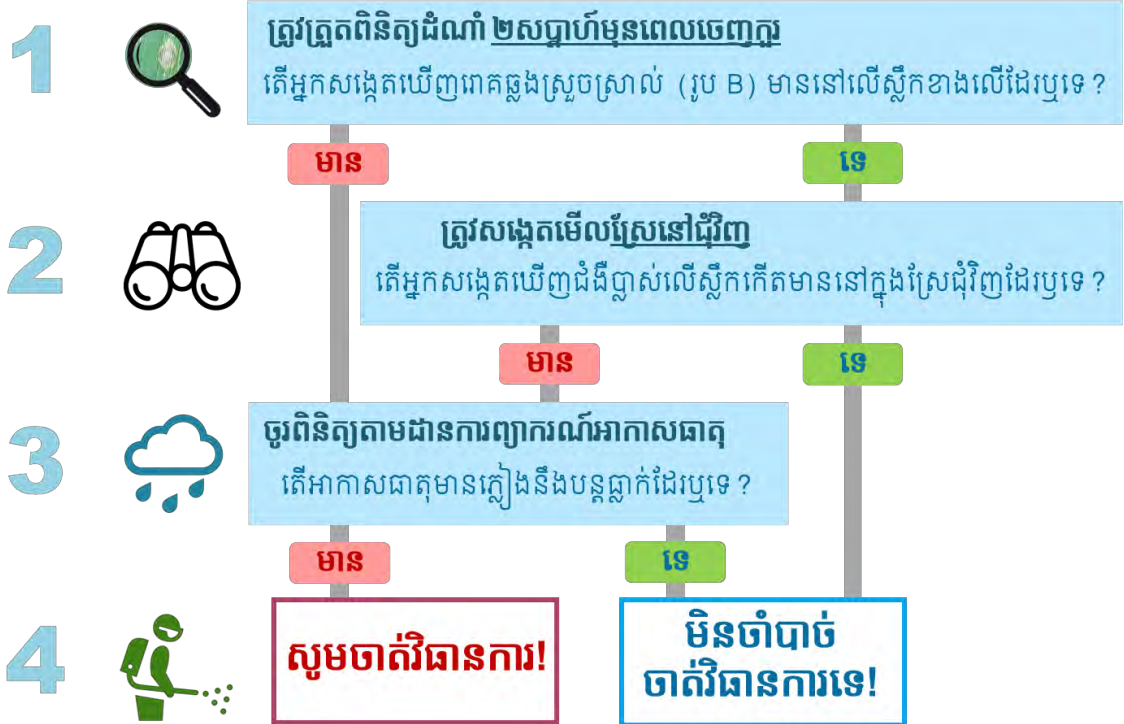 1
ត្រូវត្រួតពិនិត្យដំណាំ ២សប្តាហ៍មុនពេលចេញកួរ
តើអ្នកសង្កេតឃើញរោគឆ្លងស្រួចស្រាល់ (រូប B) មាននៅលើស្លឹកខាងលើដែរឬទេ?
មាន
ទេ
2
ត្រូវសង្កេតមើលស្រែនៅជុំវិញ
តើអ្នកសង្កេតឃើញជំងឺប្លាស់លើស្លឹកកើតមាននៅក្នុងស្រែជុំវិញដែរឫទេ?
មាន
ទេ
3
ចូរពិនិត្យតាមដានការព្យាករណ៍អាកាសធាតុ
តើអាកាសធាតុមានភ្លៀងនឹងបន្តធ្លាក់ដែរឬទេ?
មាន
ទេ
4
សូមចាត់វិធានការ!
មិនចាំបាច់
ចាត់វិធានការទេ!